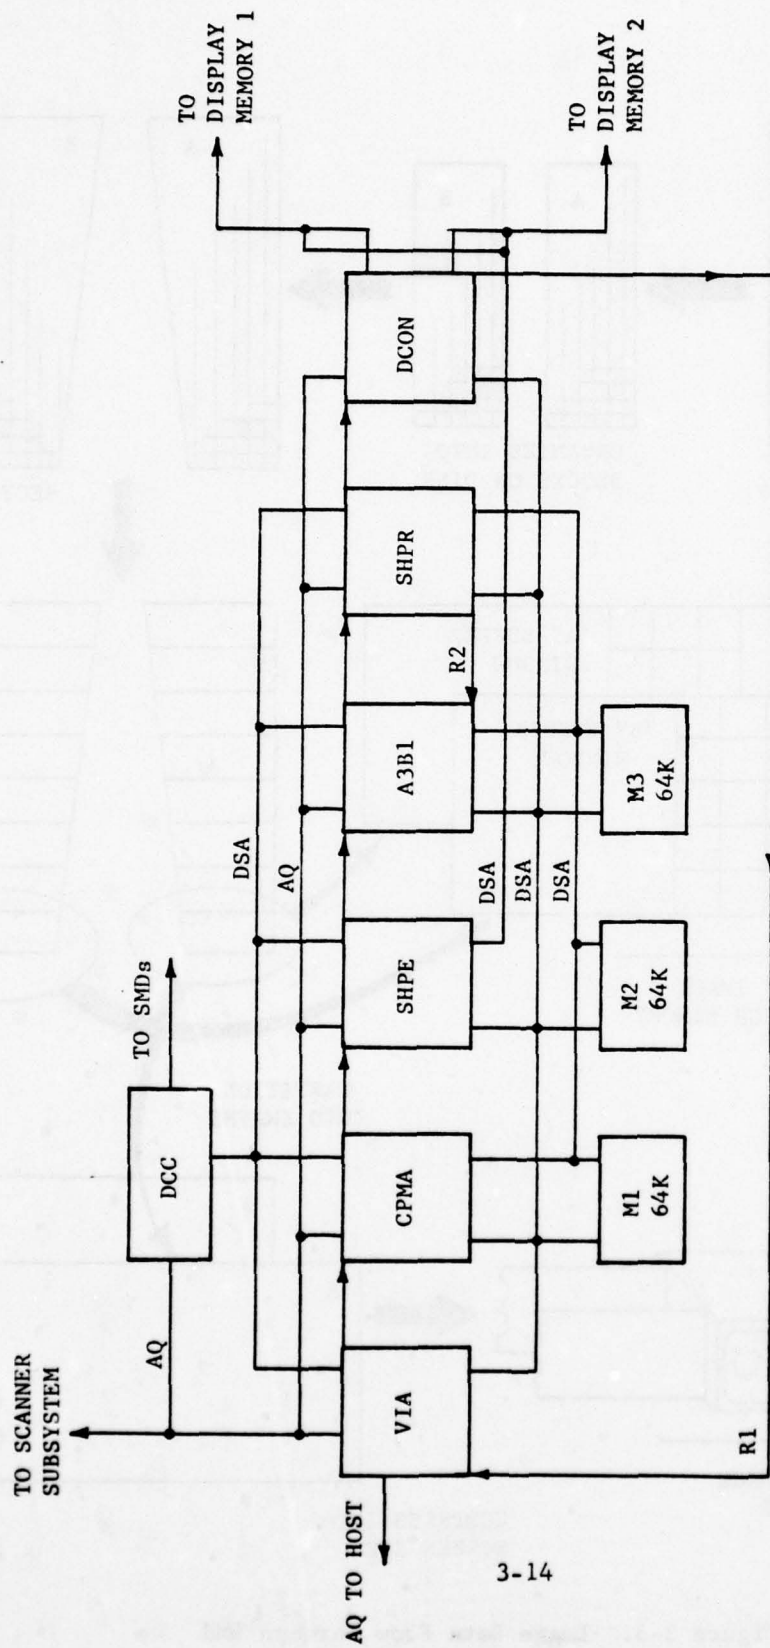 TO SCANNER
SUBSYSTEM
AQ
DCC
TO SMDs
TO
DISPLAY
MEMORY 1
DSA
AQ
AQ TO HOST
VIA
CPMA
SHPE
A3B1
SHPR
DCON
R2
DSA
DSA
DSA
TO
DISPLAY
MEMORY 2
M1
64K
M2
64K
M3
64K
R1
3-14